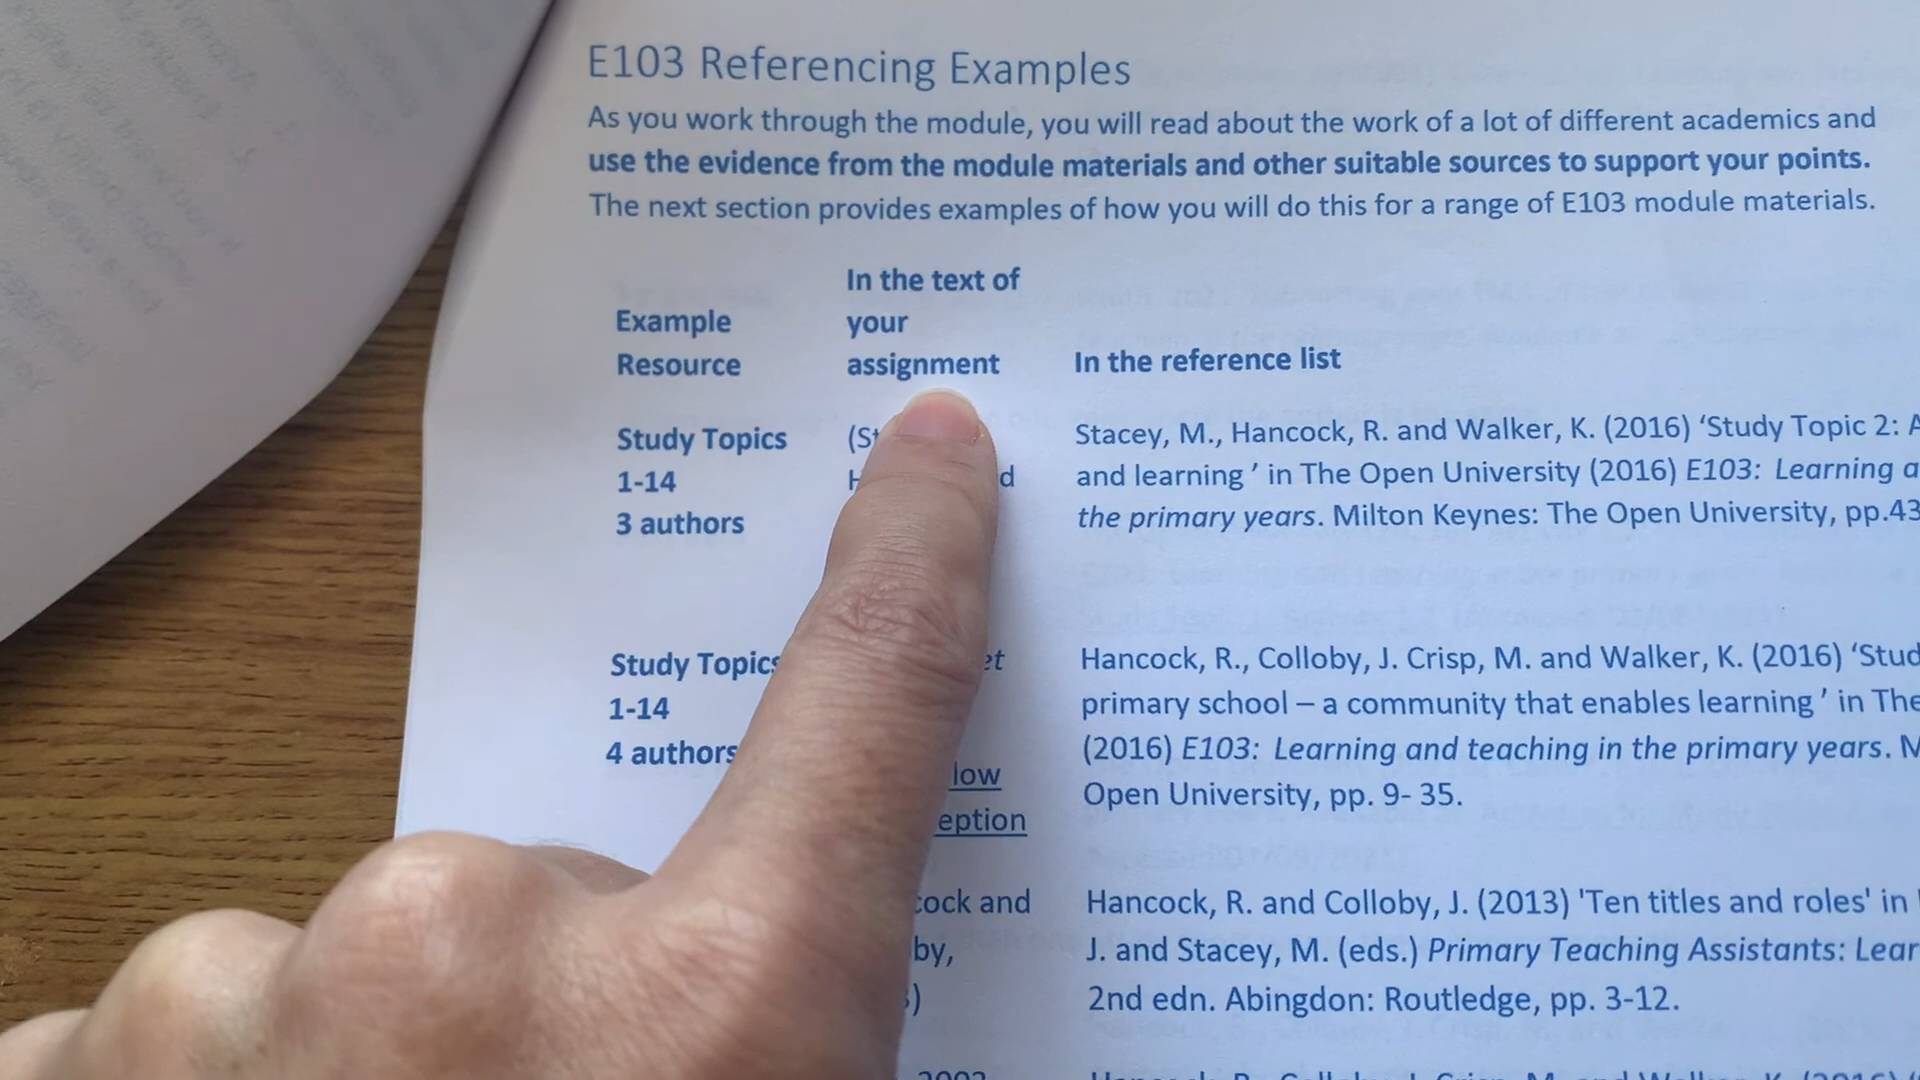 E103 Referencing Examples
As you work through the module, you will read about the work of a lot of different academics and
use the evidence from the module materials and other suitable sources to support your points.
The next section provides examples of how you will do this for a range of E103 module materials.
In the text of
Example your
Resource assignment In the reference list
Study Topics Stacey, M., Hancock, R. and Walker, K. (2016) ‘Study Topic 2: A
1-14 and learning ’ in The Open University (2016) E103: Learning a
3 authors the primary years. Milton Keynes: The Open University, pp.43
Study Topics et Hancock, R., Colloby, J. Crisp, M. and Walker, K. (2016) ‘Stud
1-14 primary school – a community that enables learning ’ in The
4 authors (2016) E103: Learning and teaching in the primary years. M
low Open University, pp. 9- 35.
eption
cock and Hancock, R. and Colloby, J. (2013) 'Ten titles and roles' in
by, J. and Stacey, M. (eds.) Primary Teaching Assistants: Lear
) 2nd edn. Abingdon: Routledge, pp. 3-12.